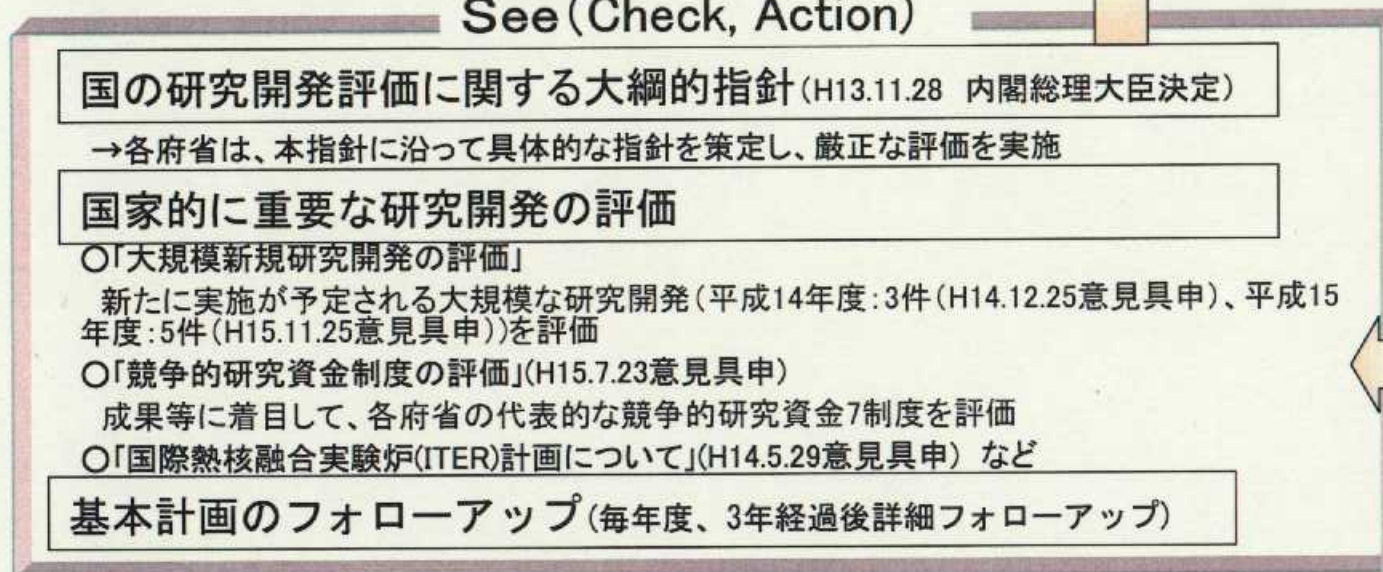 See(Check, Action)
国の研究開発評価に関する大綱的指針(H13.11.28 内閣総理大臣決定)
→各府省は、本指針に沿って具体的な指針を策定し、厳正な評価を実施
国家的に重要な研究開発の評価
○「大規模新規研究開発の評価」
新たに実施が予定される大規模な研究開発(平成14年度:3件(H14.12.25意見具申)、平成15
年度:5件(H15.11.25意見具申))を評価
○「競争的研究資金制度の評価」(H15.7.23意見具申)
成果等に着目して、各府省の代表的な競争的研究資金7制度を評価
○「国際熱核融合実験炉(ITER)計画について」(H14.5.29意見具申) など
基本計画のフォローアップ(毎年度、3年経過後詳細フォローアップ)